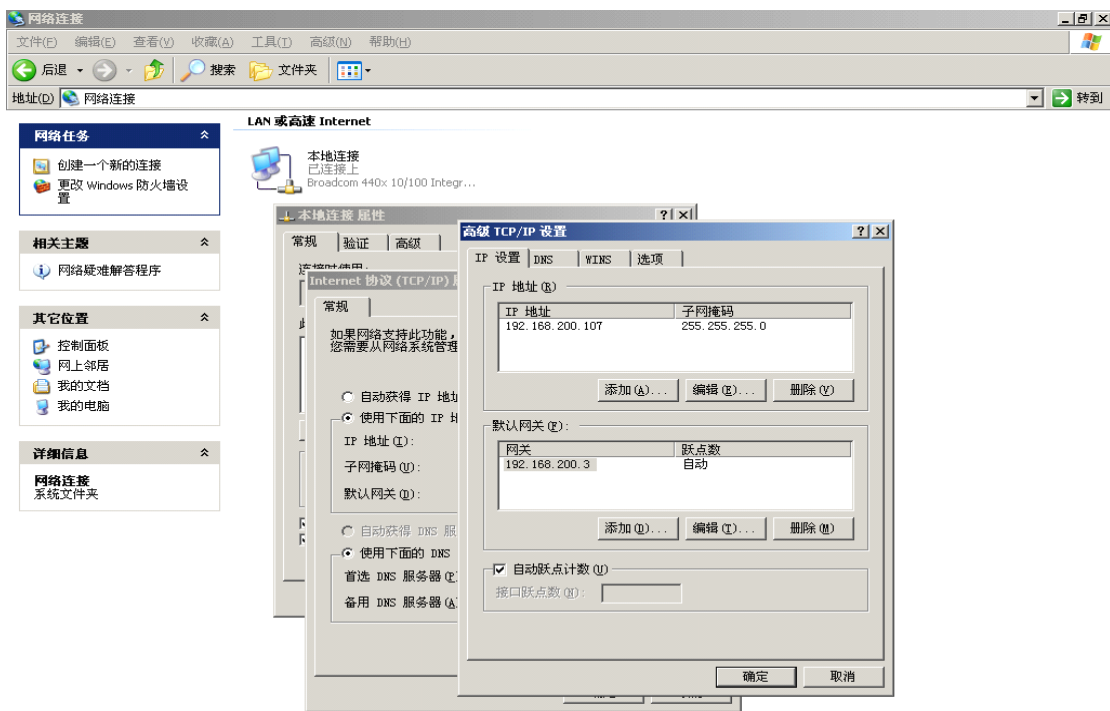 网络连接
文件(F) 编辑(E) 查看(V) 收藏(A) 工具(T) 高级(N) 帮助(H)
后退 搜索 文件夹
地址(D) 网络连接 转到
网络任务
创建一个新的连接
更改 Windows 防火墙设
置
相关主题
网络疑难解答程序
其它位置
控制面板
网上邻居
我的文档
我的电脑
详细信息
网络连接
系统文件夹
LAN 或高速 Internet
本地连接
已连接上
Broadcom 440x 10/100 Integr...
本地连接 属性
常规 验证 高级
连接时使用:
Internet 协议 (TCP/IP)
常规
如果网络支持此功能,
您需要从网络系统管理
自动获得 IP 地址
使用下面的 IP 地
IP 地址(I):
子网掩码(U):
默认网关(D):
自动获得 DNS 服
使用下面的 DNS
首选 DNS 服务器(P)
备用 DNS 服务器(A)
高级 TCP/IP 设置
IP 设置 DNS WINS 选项
IP 地址(R)
IP 地址 子网掩码
192.168.200.107 255.255.255.0
添加(A)... 编辑(E)... 删除(V)
默认网关(F):
网关 跃点数
192.168.200.3 自动
添加(D)... 编辑(T)... 删除(M)
自动跃点计数(U)
接口跃点数(N):
确定 取消